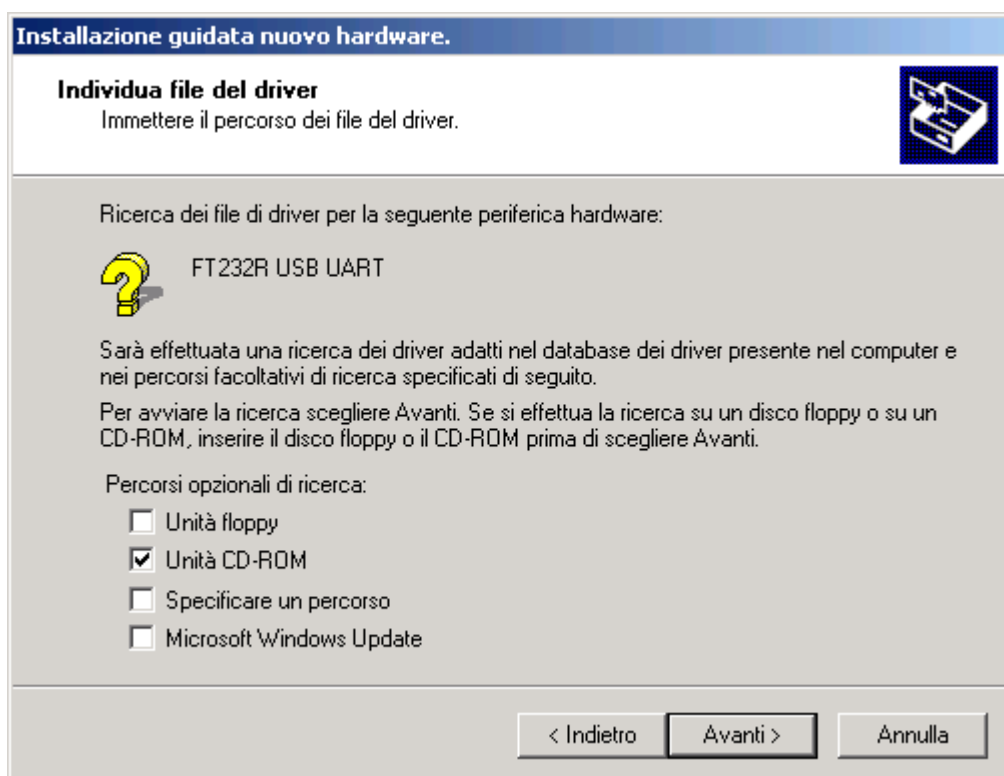 Installazione guidata nuovo hardware.
Individua file del driver
Immettere il percorso dei file del driver.
Ricerca dei file di driver per la seguente periferica hardware:
FT232R USB UART
Sarà effettuata una ricerca dei driver adatti nel database dei driver presente nel computer e
nei percorsi facoltativi di ricerca specificati di seguito.
Per avviare la ricerca scegliere Avanti. Se si effettua la ricerca su un disco floppy o su un
CD-ROM, inserire il disco floppy o il CD-ROM prima di scegliere Avanti.
Percorsi opzionali di ricerca:
Unità floppy
Unità CD-ROM
Specificare un percorso
Microsoft Windows Update
< Indietro
Avanti >
Annulla